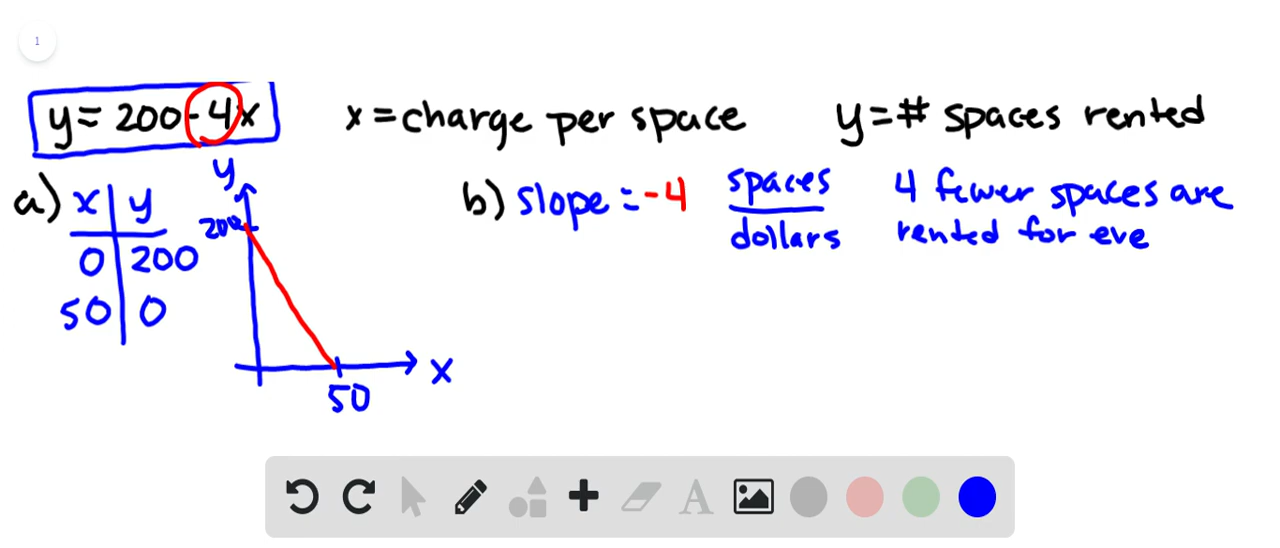 1
y = 200 - 4x
x = charge per space
y = # spaces rented
a)
x | y
0 | 200
50 | 0
y
200
x
50
b) slope = -4 spaces / dollars
4 fewer spaces are
rented for eve
A